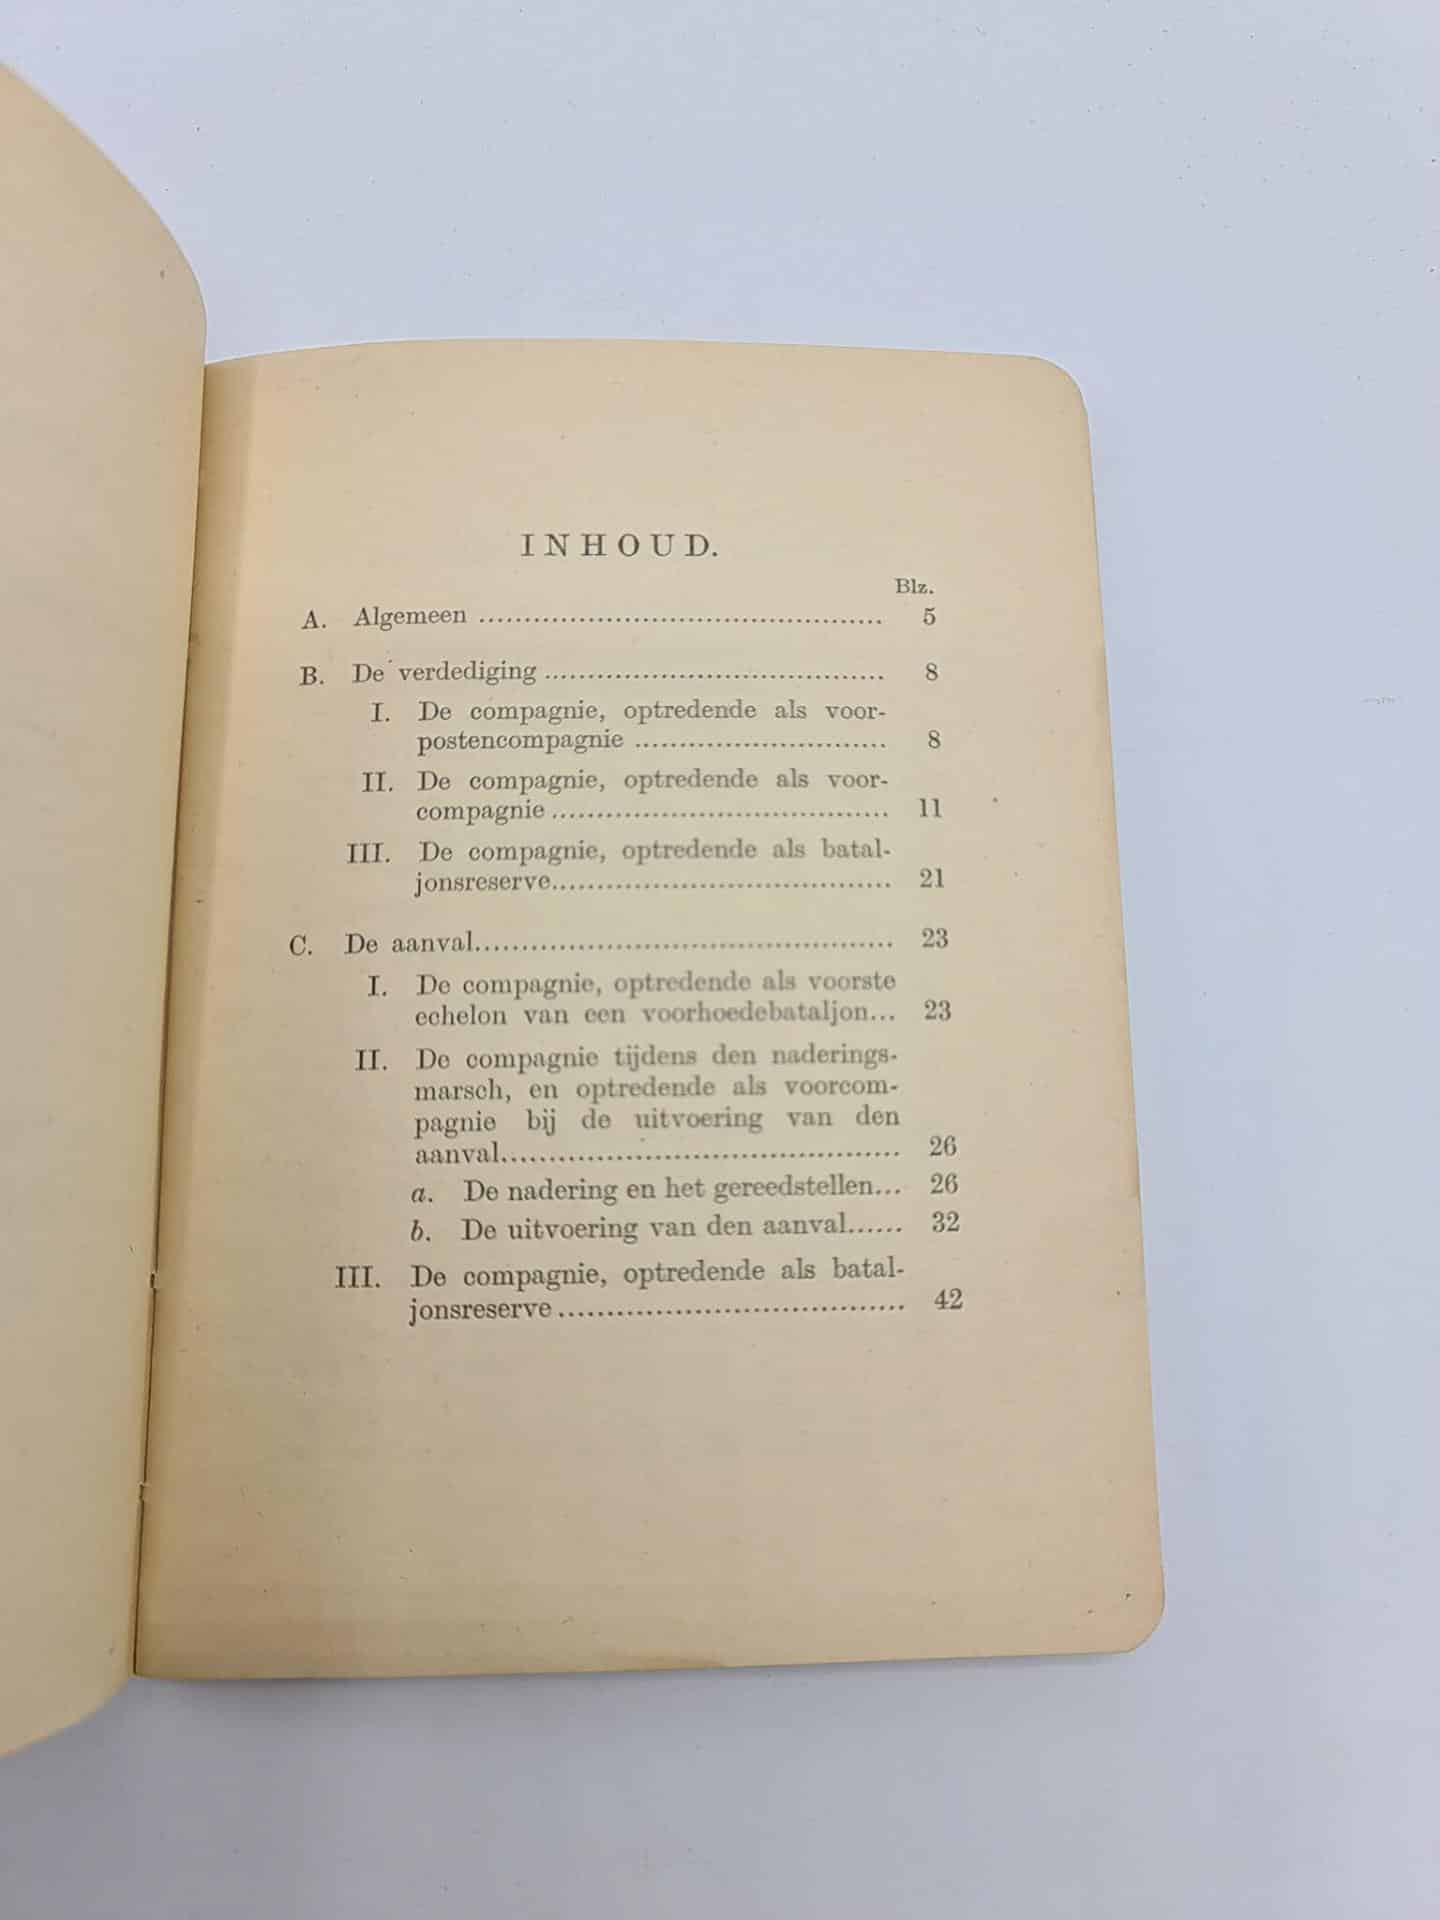 INHOUD.
Blz.
A. Algemeen ............................................. 5
B. De verdediging ...................................... 8
I. De compagnie, optredende als voor-
postencompagnie ............................ 8
II. De compagnie, optredende als voor-
compagnie ...................................... 11
III. De compagnie, optredende als batal-
jonsreserve...................................... 21
C. De aanval............................................... 23
I. De compagnie, optredende als voorste
echelon van een voorhoedebataljon... 23
II. De compagnie tijdens den naderings-
marsch, en optredende als voorcom-
pagnie bij de uitvoering van den
aanval............................................. 26
a. De nadering en het gereedstellen... 26
b. De uitvoering van den aanval...... 32
III. De compagnie, optredende als batal-
jonsreserve ...................................... 42